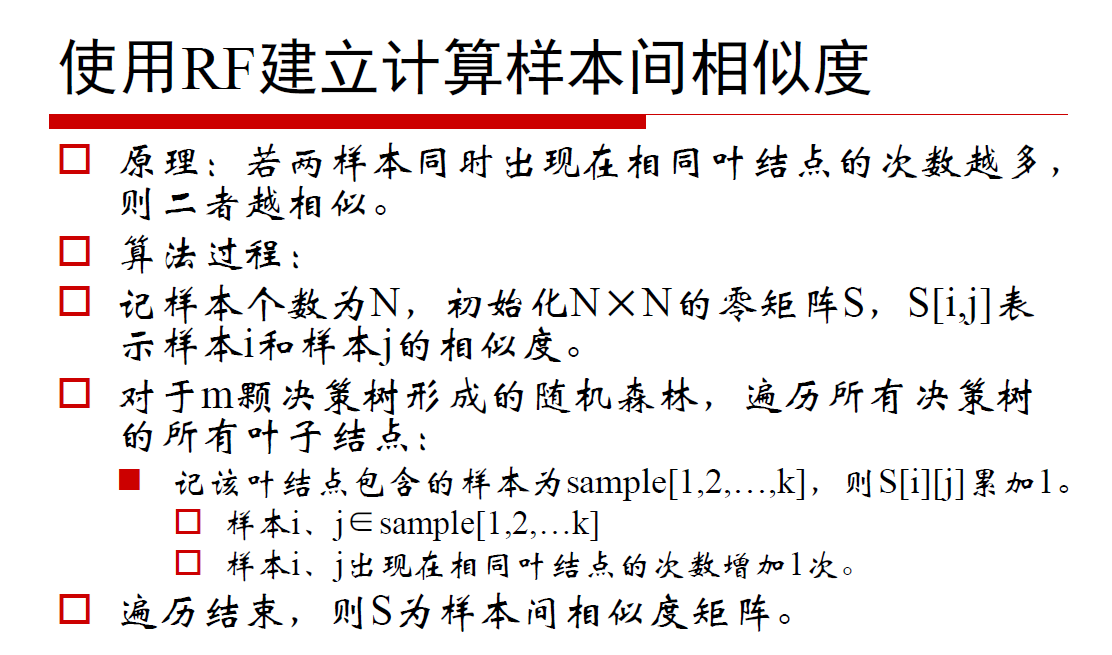 使用RF建立计算样本间相似度
原理：若两样本同时出现在相同叶结点的次数越多，
则二者越相似。
算法过程：
记样本个数为N，初始化N×N的零矩阵S，S[i,j]表
示样本i和样本j的相似度。
对于m颗决策树形成的随机森林，遍历所有决策树
的所有叶子结点：
记该叶结点包含的样本为sample[1,2,…,k]，则S[i][j]累加1。
样本i、j∈sample[1,2,…k]
样本i、j出现在相同叶结点的次数增加1次。
遍历结束，则S为样本间相似度矩阵。